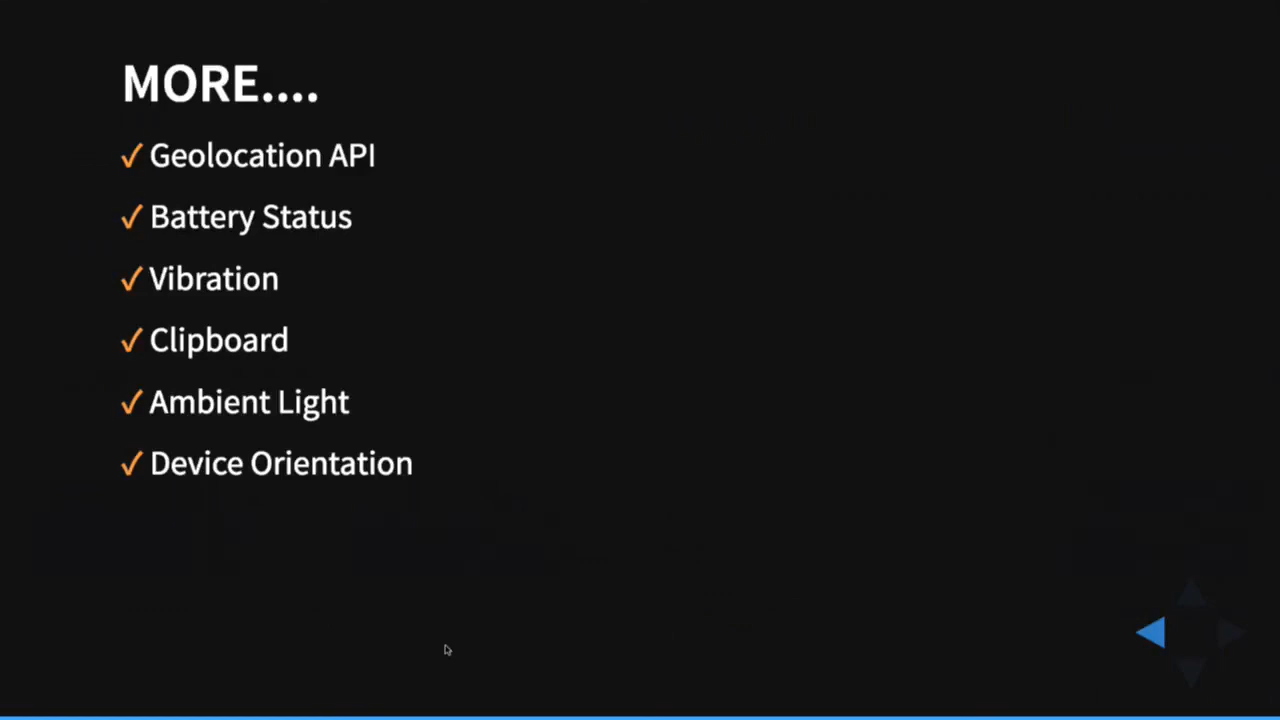 MORE....
✓ Geolocation API
✓ Battery Status
✓ Vibration
✓ Clipboard
✓ Ambient Light
✓ Device Orientation